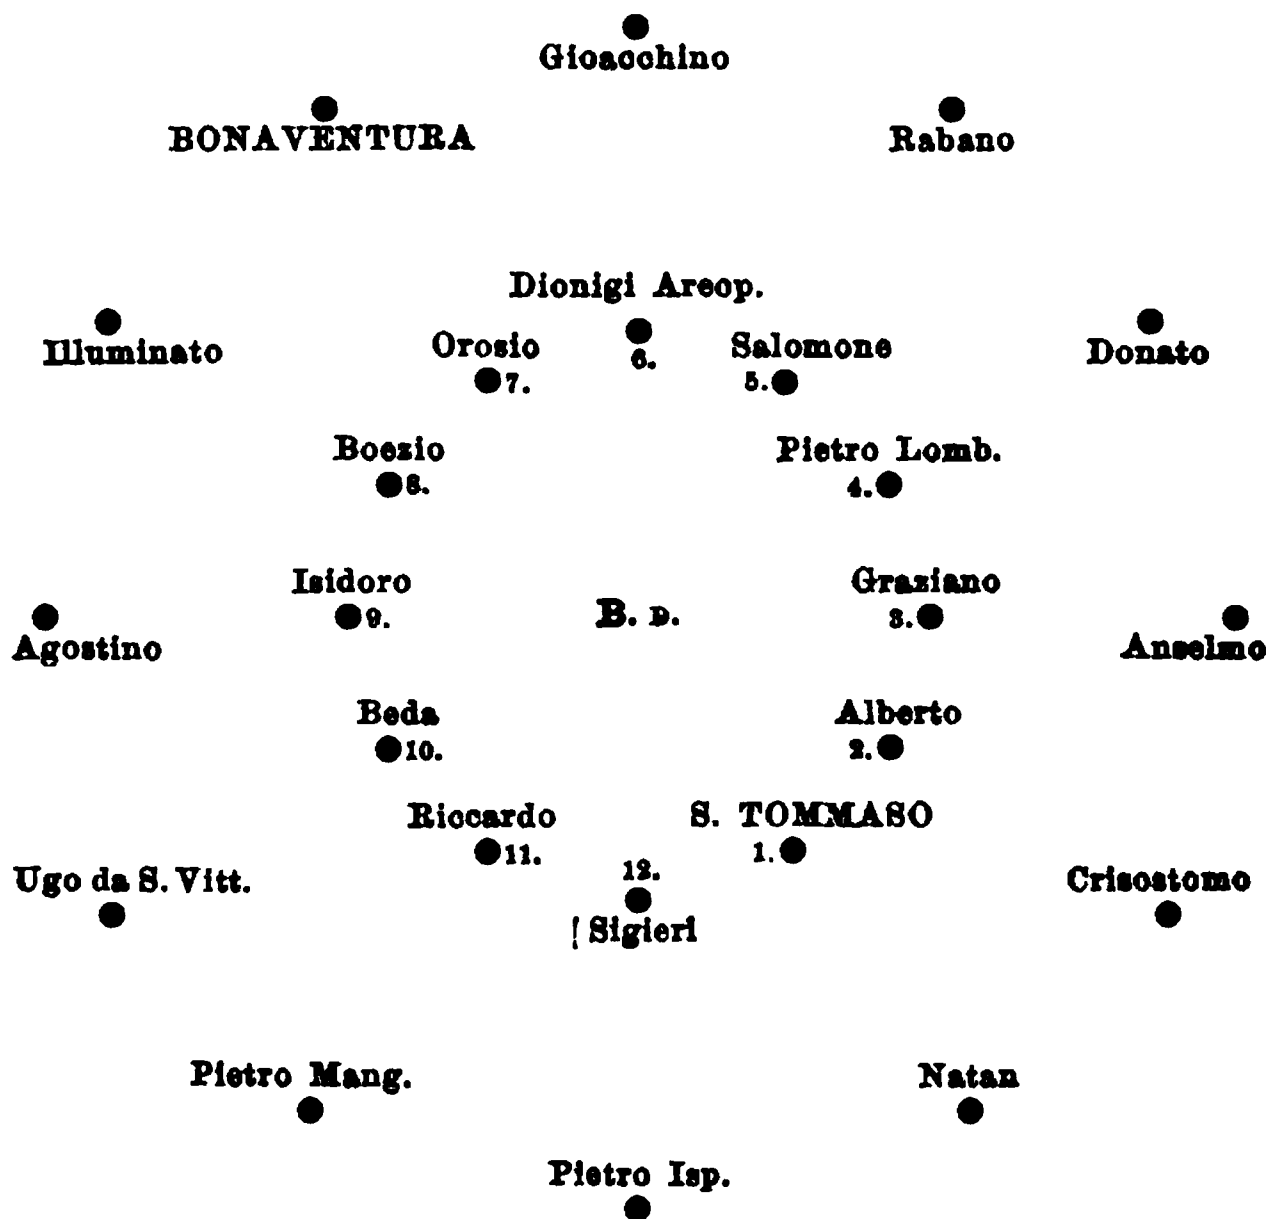 Gioacchino
BONAVENTURA
Rabano
Dionigi Areop.
6.
Illuminato
Orosio
7.
Salomone
5.
Donato
Boezio
8.
Pietro Lomb.
4.
Isidoro
9.
B. D.
Graziano
3.
Agostino
Anselmo
Beda
10.
Alberto
2.
Riccardo
11.
S. TOMMASO
1.
12.
Sigieri
Ugo da S. Vitt.
Crisostomo
Pietro Mang.
Natan
Pietro Isp.